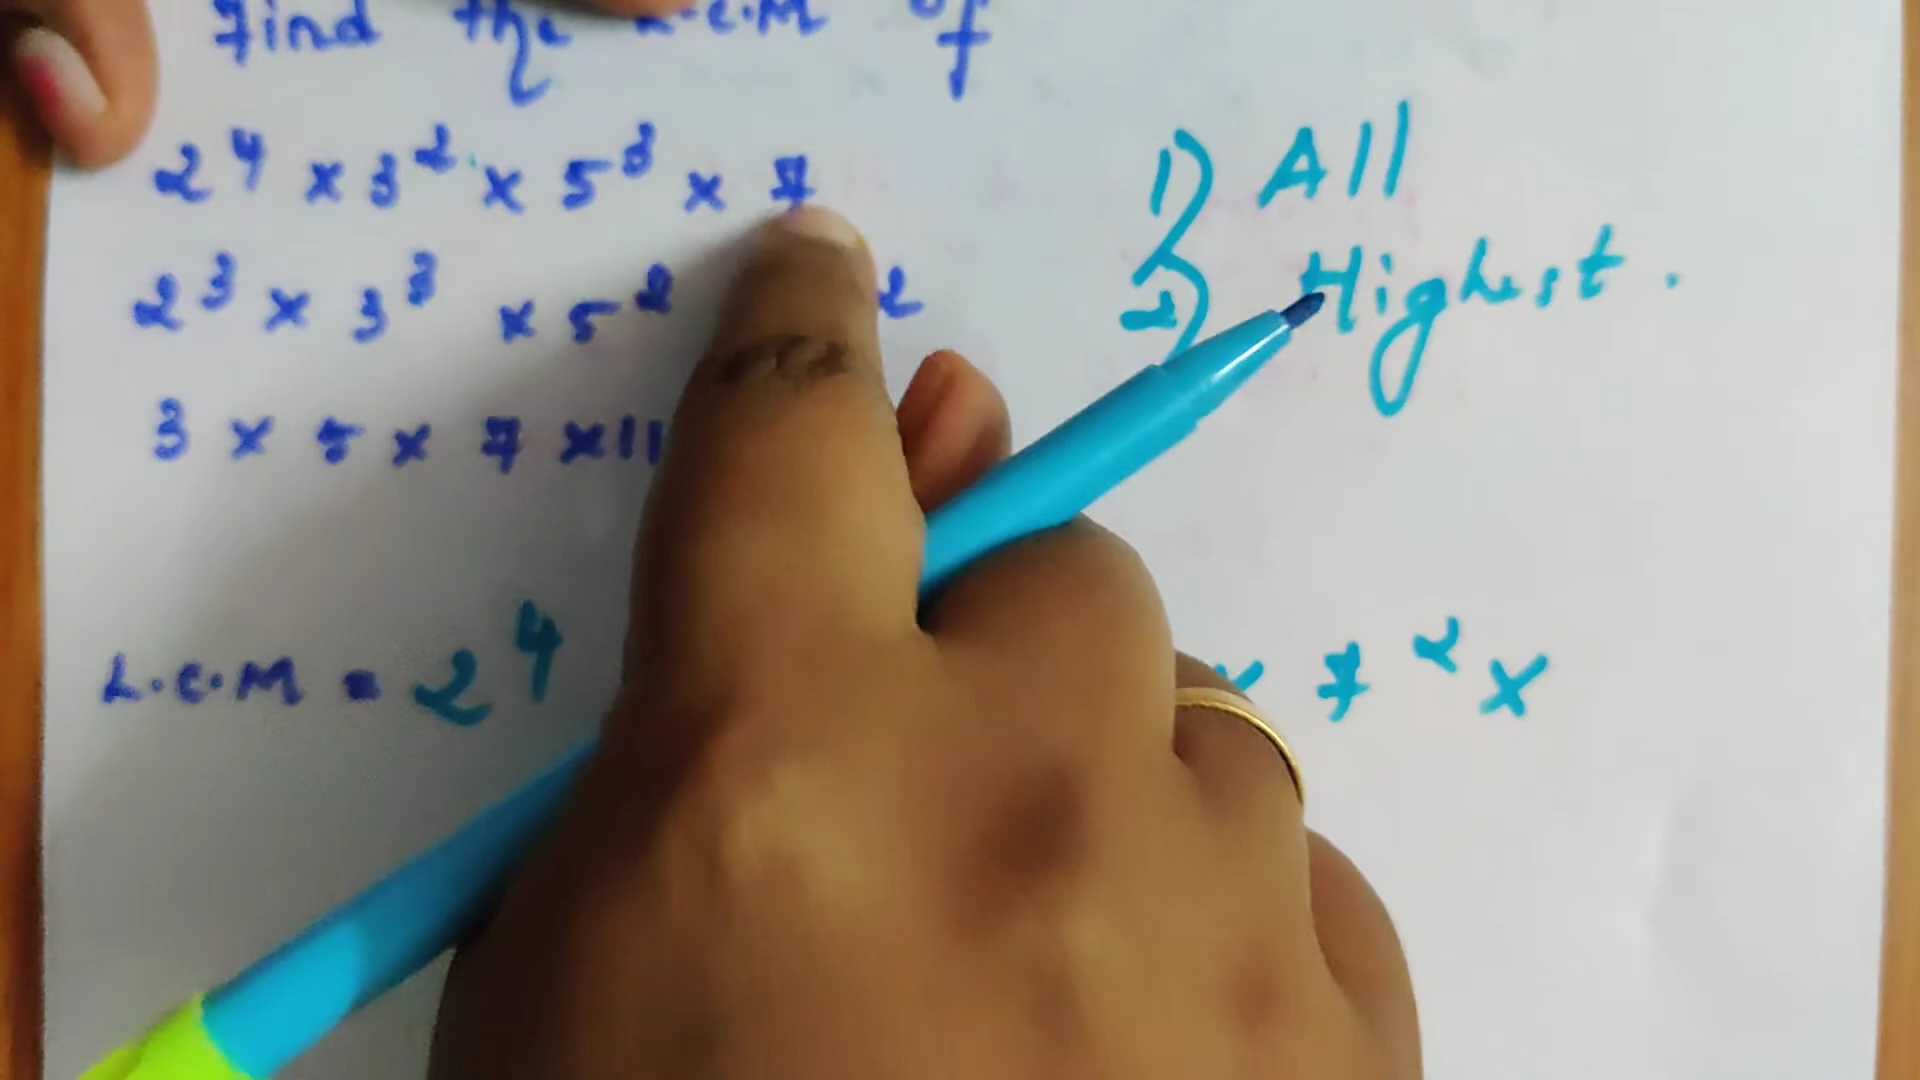 Find the L.C.M of
2⁴ × 3² × 5³ × 7
2³ × 3³ × 5² 2
3 × 5 × 7 × 11
L.C.M = 2⁴ × 7² ×
1) All
2) Highest.